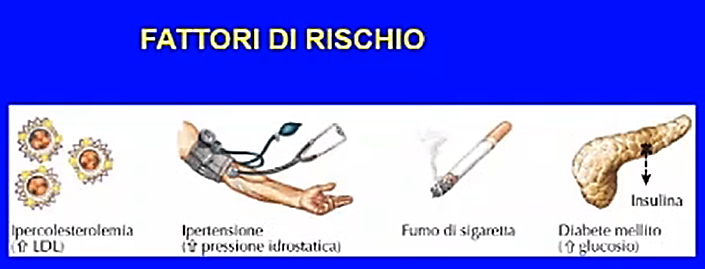 FATTORI DI RISCHIO
Insulina
Ipercolesterolemia
(⇧ LDL)
Ipertensione
(⇧ pressione idrostatica)
Fumo di sigaretta
Diabete mellito
(⇧ glucosio)